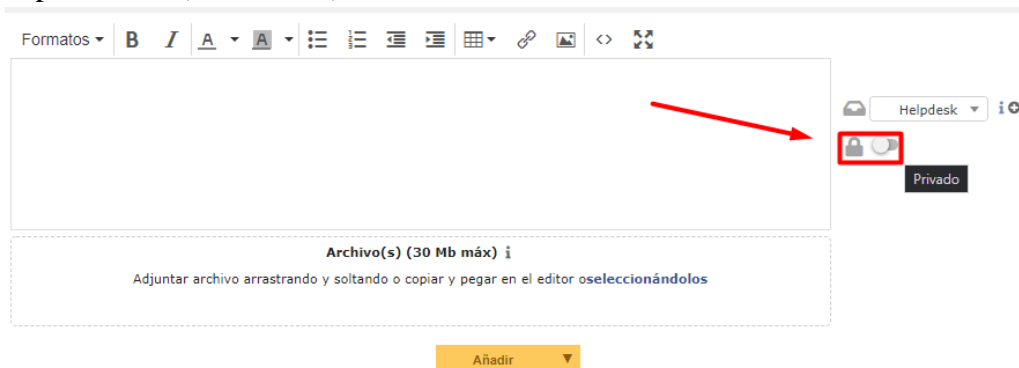 Formatos B I A A
Helpdesk
Privado
Archivo(s) (30 Mb máx) i
Adjuntar archivo arrastrando y soltando o copiar y pegar en el editor oseleccionándolos
Añadir